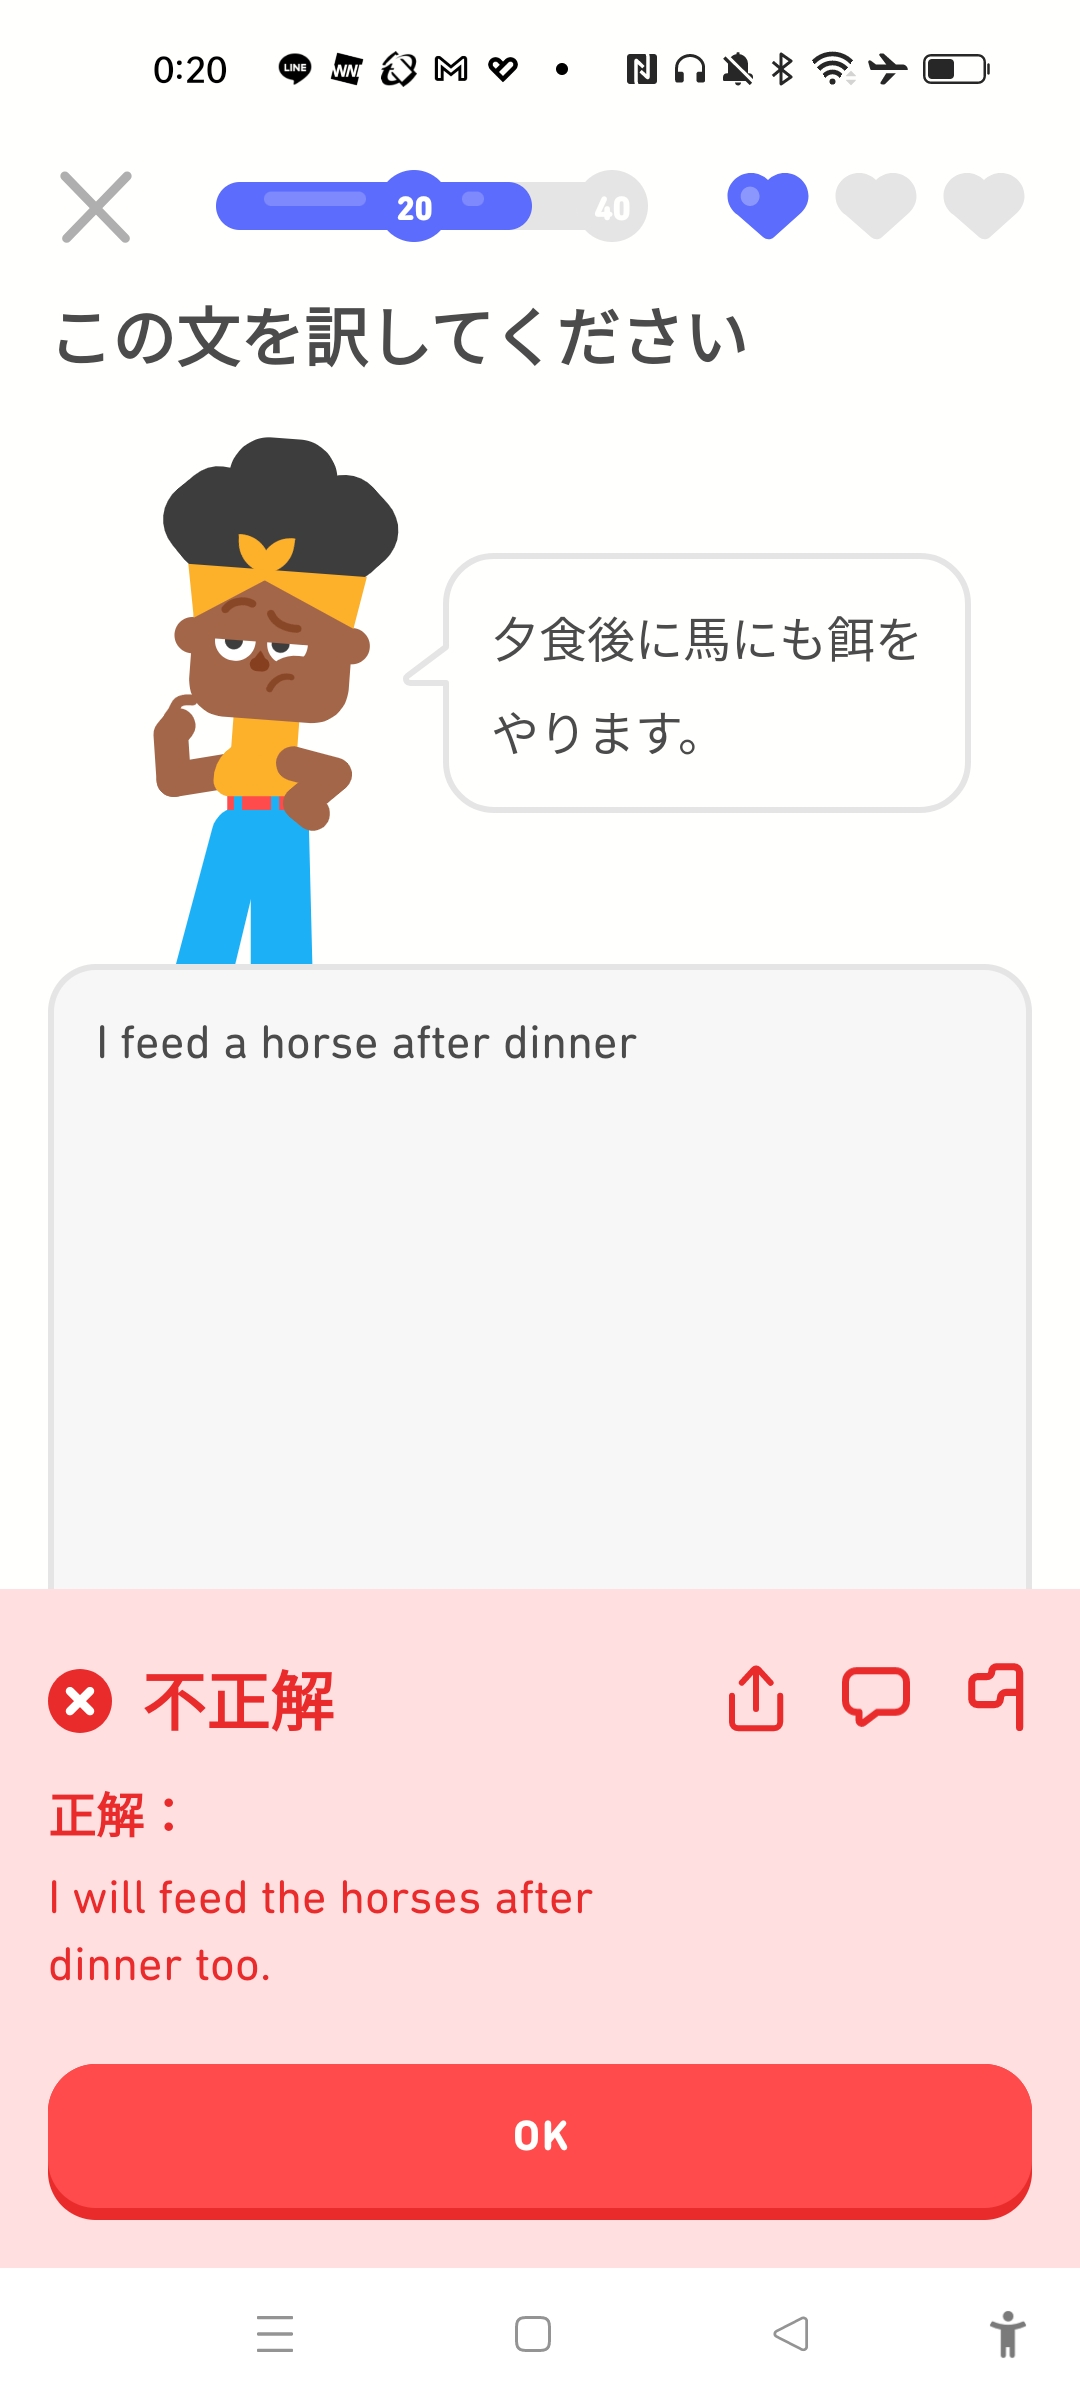 0:20
LINE
WNI
20
40
この文を訳してください
夕食後に馬にも餌を
やります。
I feed a horse after dinner
不正解
正解：
I will feed the horses after
dinner too.
OK